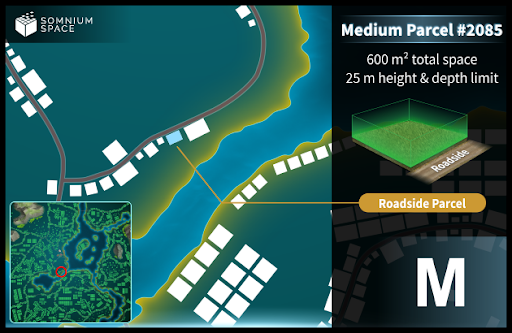 SOMNIUM
SPACE
Medium Parcel #2085
600 m² total space
25 m height & depth limit
Roadside
Roadside Parcel
M